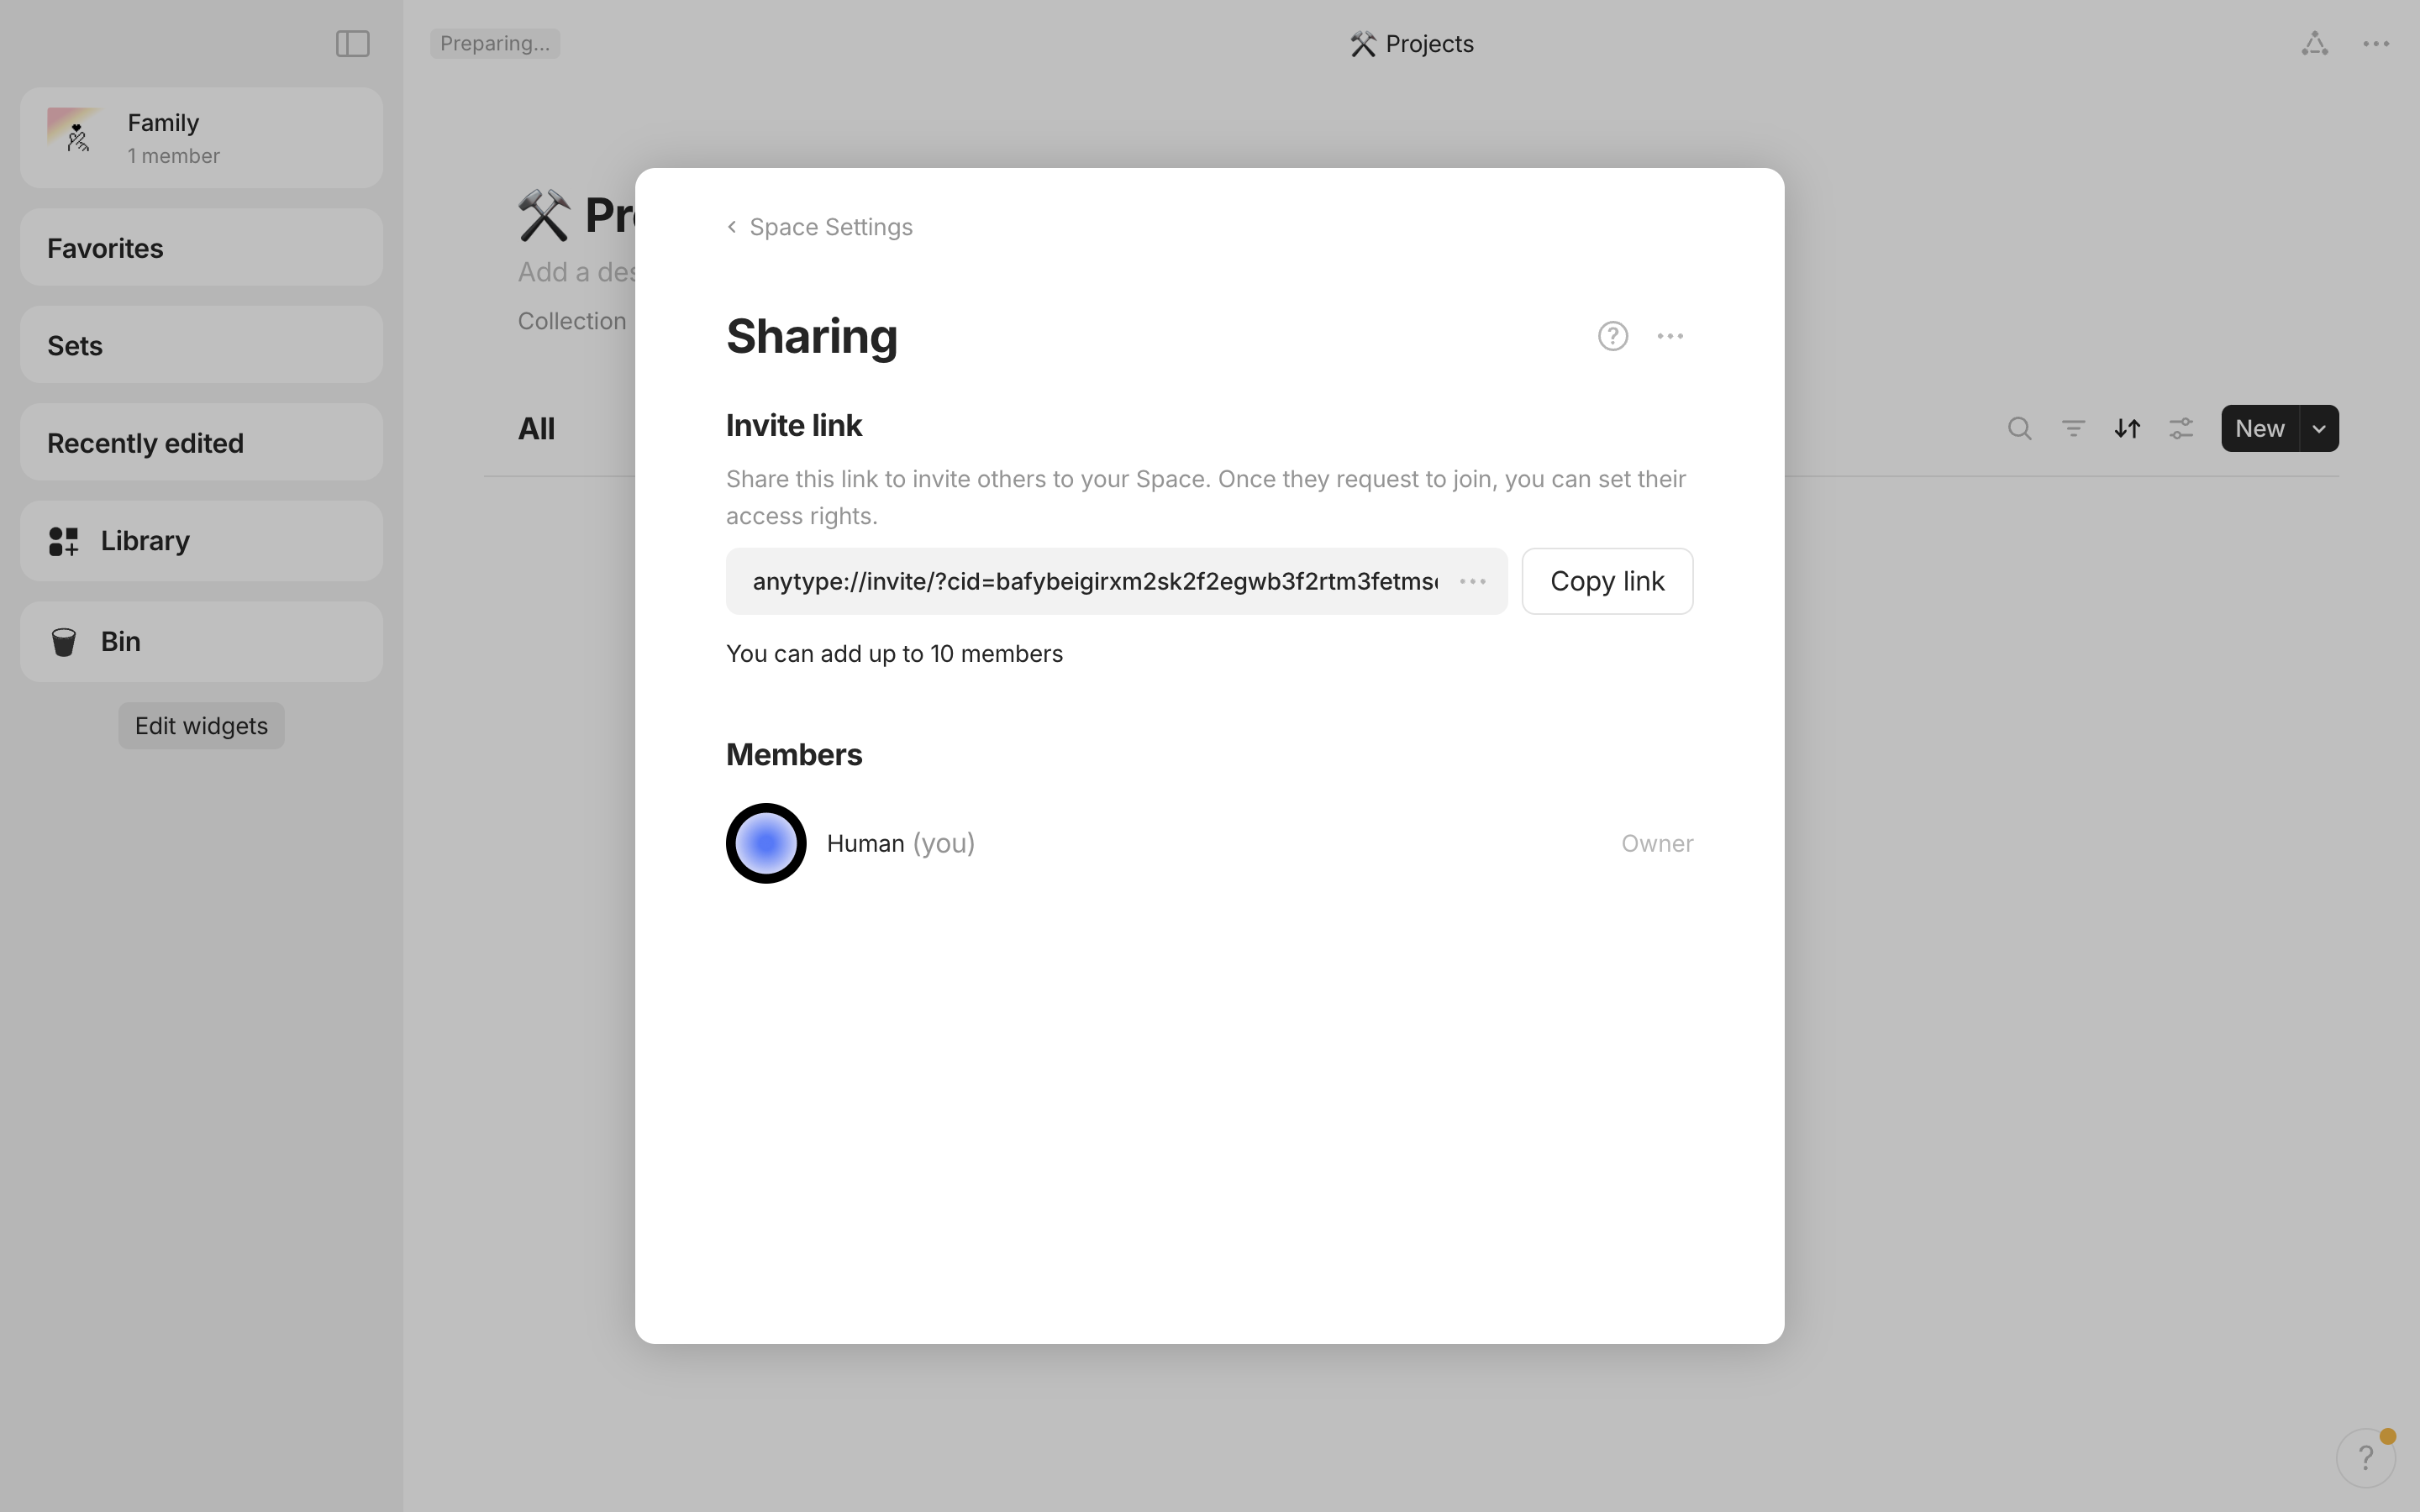 Preparing...
⚒️ Projects
Family
1 member
Favorites
Sets
Recently edited
Library
Bin
Edit widgets
Collection
All
New
Space Settings
Sharing
Invite link
Share this link to invite others to your Space. Once they request to join, you can set their
access rights.
anytype://invite/?cid=bafybeigirxm2sk2f2egwb3f2rtm3fetms
Copy link
You can add up to 10 members
Members
Human (you)
Owner
?